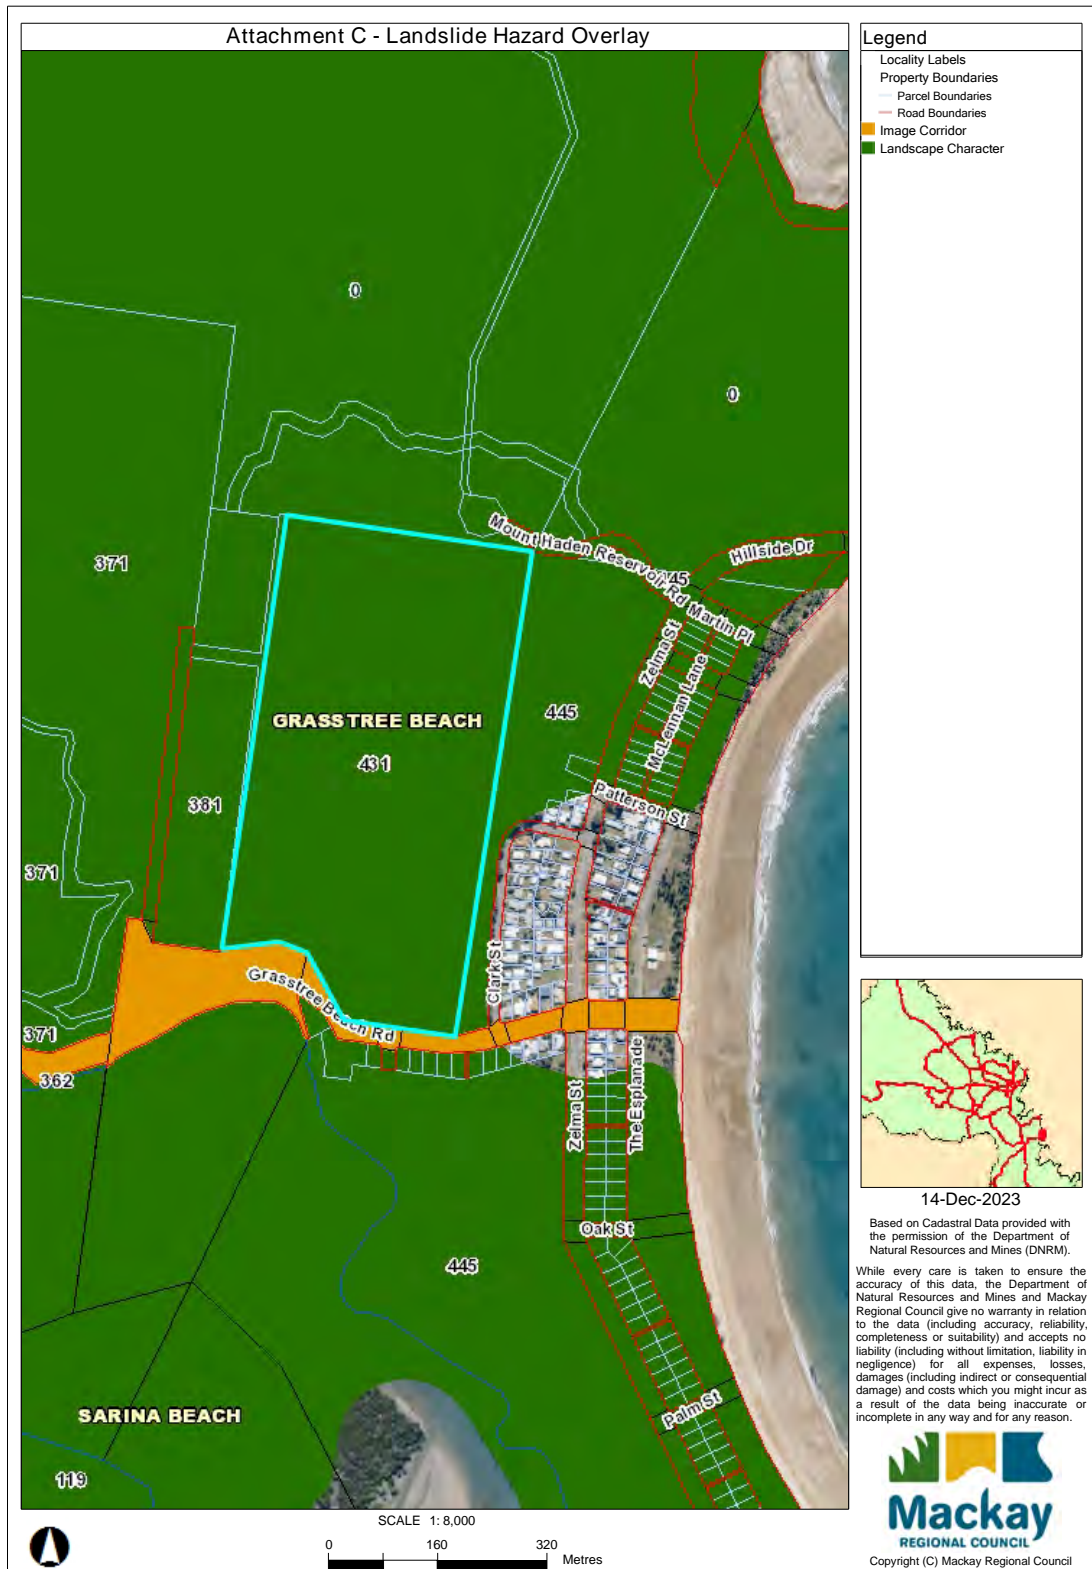 Attachment C - Landslide Hazard Overlay
Legend
Locality Labels
Property Boundaries
Parcel Boundaries
Road Boundaries
Image Corridor
Landscape Character
0
0
371
Mount Haden Reservoir Rd
445
Hillside Dr
Martin Pl
Zelma St
McLennan Lane
GRASSTREE BEACH
445
431
381
Patterson St
371
Clark St
Grasstree Beach Rd
371
362
Zelma St
The Esplanade
Oak St
445
Palm St
SARINA BEACH
119
14-Dec-2023
Based on Cadastral Data provided with
the permission of the Department of
Natural Resources and Mines (DNRM).
While every care is taken to ensure the
accuracy of this data, the Department of
Natural Resources and Mines and Mackay
Regional Council give no warranty in relation
to the data (including accuracy, reliability,
completeness or suitability) and accepts no
liability (including without limitation, liability in
negligence) for all expenses, losses,
damages (including indirect or consequential
damage) and costs which you might incur as
a result of the data being inaccurate or
incomplete in any way and for any reason.
Mackay
REGIONAL COUNCIL
Copyright (C) Mackay Regional Council
SCALE 1: 8,000
0 160 320
Metres